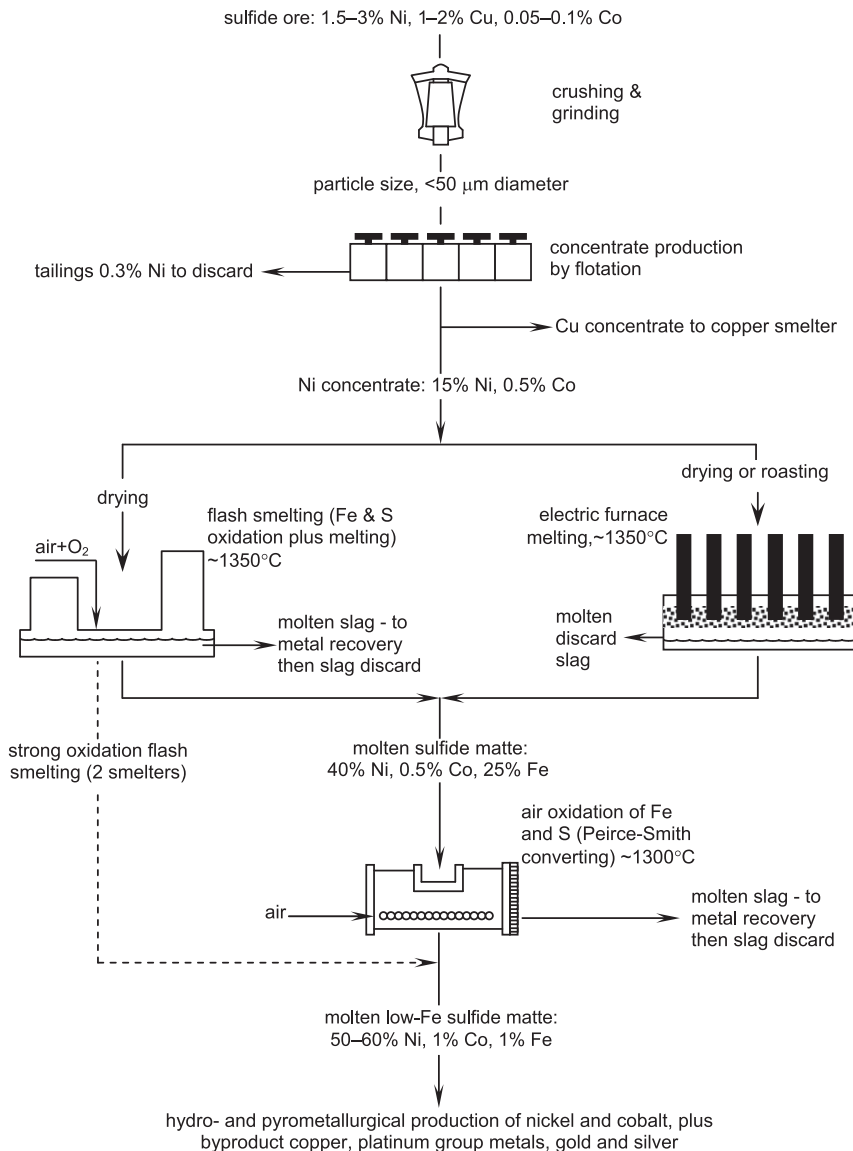 sulfide ore: 1.5–3% Ni, 1–2% Cu, 0.05–0.1% Co
crushing &
grinding
particle size, <50 μm diameter
concentrate production
by flotation
tailings 0.3% Ni to discard
Cu concentrate to copper smelter
Ni concentrate: 15% Ni, 0.5% Co
drying
drying or roasting
flash smelting (Fe & S
oxidation plus melting)
~1350°C
air+O₂
electric furnace
melting,~1350°C
molten slag - to
metal recovery
then slag discard
molten
discard
slag
strong oxidation flash
smelting (2 smelters)
molten sulfide matte:
40% Ni, 0.5% Co, 25% Fe
air oxidation of Fe
and S (Peirce-Smith
converting) ~1300°C
air
molten slag - to
metal recovery
then slag discard
molten low-Fe sulfide matte:
50–60% Ni, 1% Co, 1% Fe
hydro- and pyrometallurgical production of nickel and cobalt, plus
byproduct copper, platinum group metals, gold and silver